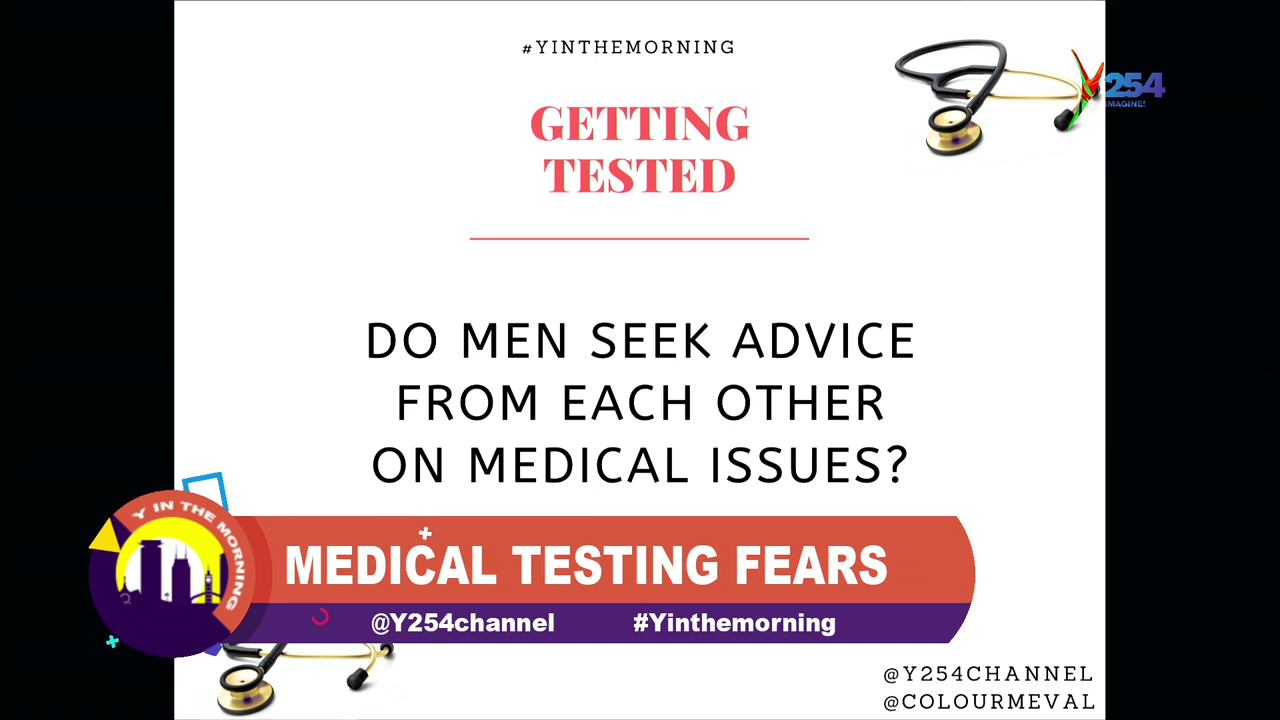 #YINTHEMORNING
Y254
IMAGINE!
GETTING
TESTED
DO MEN SEEK ADVICE
FROM EACH OTHER
ON MEDICAL ISSUES?
Y IN THE MORNING
MEDICAL TESTING FEARS
@Y254channel #Yinthemorning
@Y254CHANNEL
@COLOURMEVAL